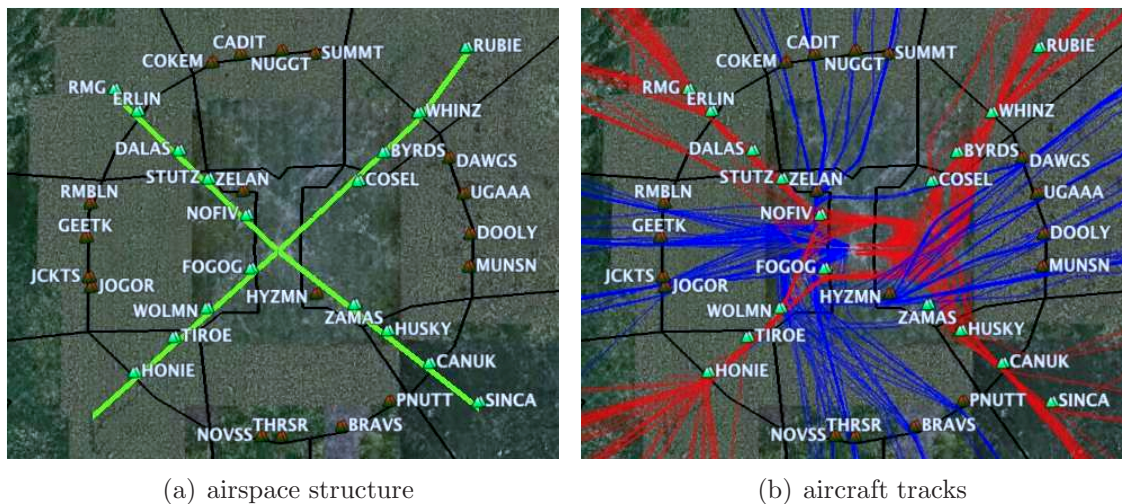 RUBIE
CADIT
SUMMT
COKEM
NUGGT
RMG
ERLIN
WHINZ
DALAS
BYRDS
DAWGS
STUTZ
ZELAN
COSEL
RMBLN
UGAAA
NOFIV
GEETK
DOOLY
FOGOG
MUNSN
JCKTS
JOGOR
HYZMN
WOLMN
ZAMAS
TIROE
HUSKY
HONIE
CANUK
PNUTT
SINCA
NOVSS
THRSR
BRAVS
(a) airspace structure
RUBIE
CADIT
SUMMT
COKEM
NUGGT
RMG
ERLIN
WHINZ
DALAS
BYRDS
DAWGS
STUTZ
ZELAN
COSEL
RMBLN
UGAAA
NOFIV
GEETK
DOOLY
FOGOG
MUNSN
JCKTS
JOGOR
HYZMN
WOLMN
ZAMAS
TIROE
HUSKY
HONIE
CANUK
PNUTT
SINCA
NOVSS
THRSR
BRAVS
(b) aircraft tracks